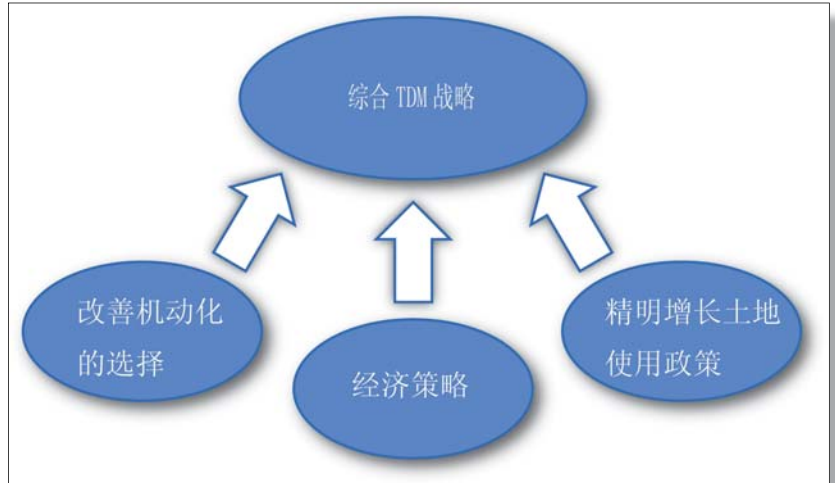 综合 TDM 战略
改善机动化
的选择
经济策略
精明增长土地
使用政策